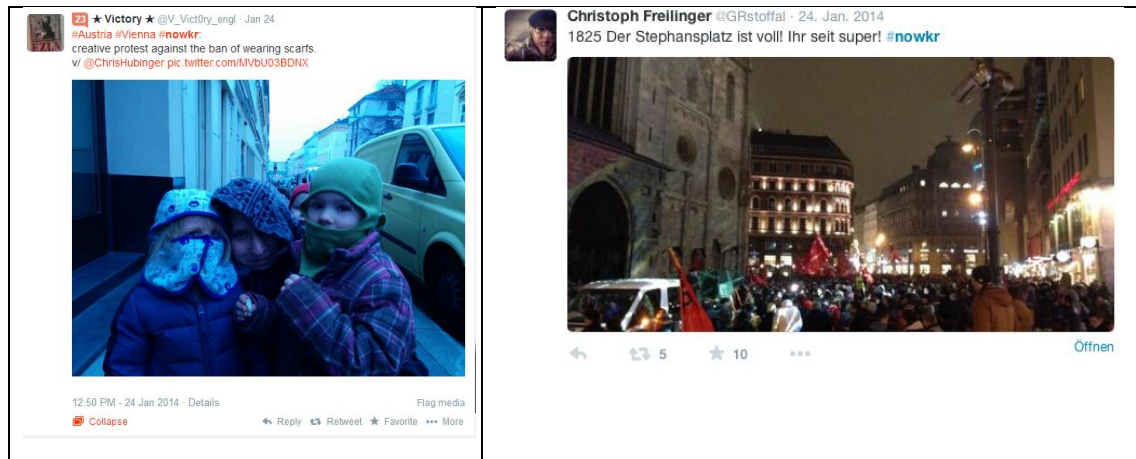 23 ★ Victory ★ @V_Vict0ry_engl · Jan 24
#Austria #Vienna #nowkr:
creative protest against the ban of wearing scarfs.
v/ @ChrisHubinger pic.twitter.com/MVbU03BDNX
12:50 PM - 24 Jan 2014 · Details
Flag media
Collapse
Reply Retweet Favorite More
Christoph Freilinger @GRstoffal · 24. Jan. 2014
1825 Der Stephansplatz ist voll! Ihr seit super! #nowkr
5 10
Öffnen